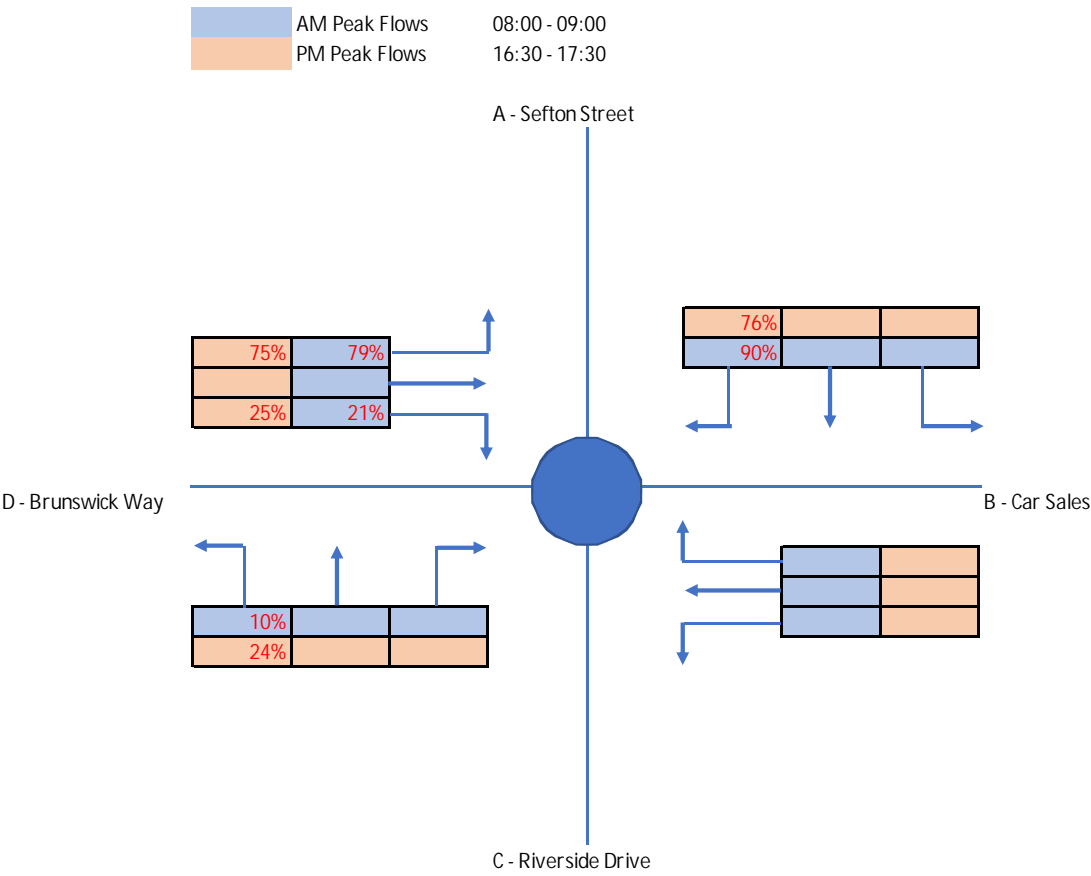 AM Peak Flows 08:00 - 09:00
PM Peak Flows 16:30 - 17:30
A - Sefton Street
76%
75% 79%
90%
25% 21%
D - Brunswick Way
B - Car Sales
10%
24%
C - Riverside Drive